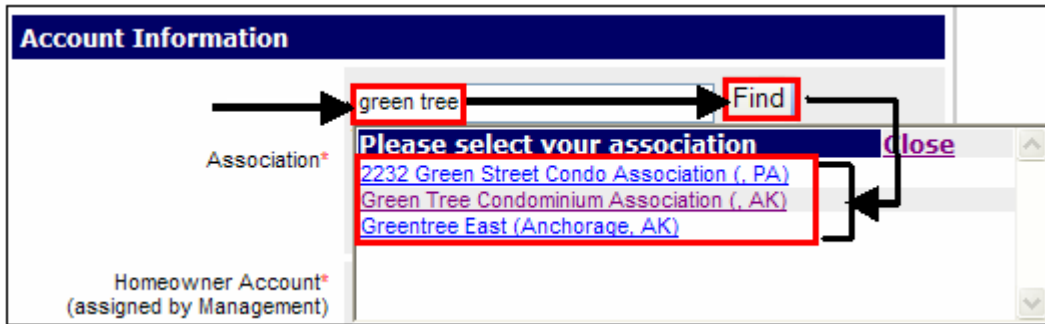 Account Information
green tree Find
Please select your association Close
Association*
2232 Green Street Condo Association (, PA)
Green Tree Condominium Association (, AK)
Greentree East (Anchorage, AK)
Homeowner Account*
(assigned by Management)